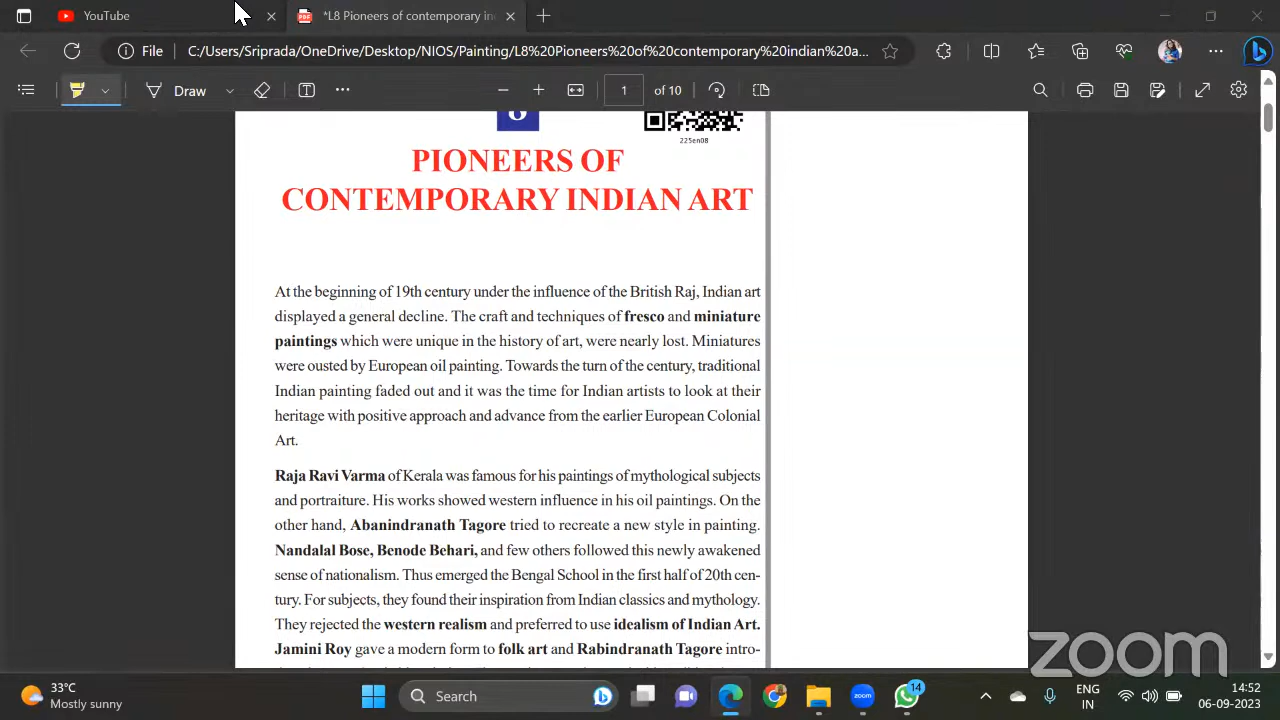 YouTube
*L8 Pioneers of contemporary in
File
C:/Users/Sriprada/OneDrive/Desktop/NIOS/Painting/L8%20Pioneers%20of%20contemporary%20indian%20a...
Draw
1 of 10
8
225en08
PIONEERS OF
CONTEMPORARY INDIAN ART
At the beginning of 19th century under the influence of the British Raj, Indian art
displayed a general decline. The craft and techniques of fresco and miniature
paintings which were unique in the history of art, were nearly lost. Miniatures
were ousted by European oil painting. Towards the turn of the century, traditional
Indian painting faded out and it was the time for Indian artists to look at their
heritage with positive approach and advance from the earlier European Colonial
Art.
Raja Ravi Varma of Kerala was famous for his paintings of mythological subjects
and portraiture. His works showed western influence in his oil paintings. On the
other hand, Abanindranath Tagore tried to recreate a new style in painting.
Nandalal Bose, Benode Behari, and few others followed this newly awakened
sense of nationalism. Thus emerged the Bengal School in the first half of 20th cen-
tury. For subjects, they found their inspiration from Indian classics and mythology.
They rejected the western realism and preferred to use idealism of Indian Art.
Jamini Roy gave a modern form to folk art and Rabindranath Tagore intro-
zoom
33°C
Mostly sunny
Search
zoom
14
ENG
IN
14:52
06-09-2023